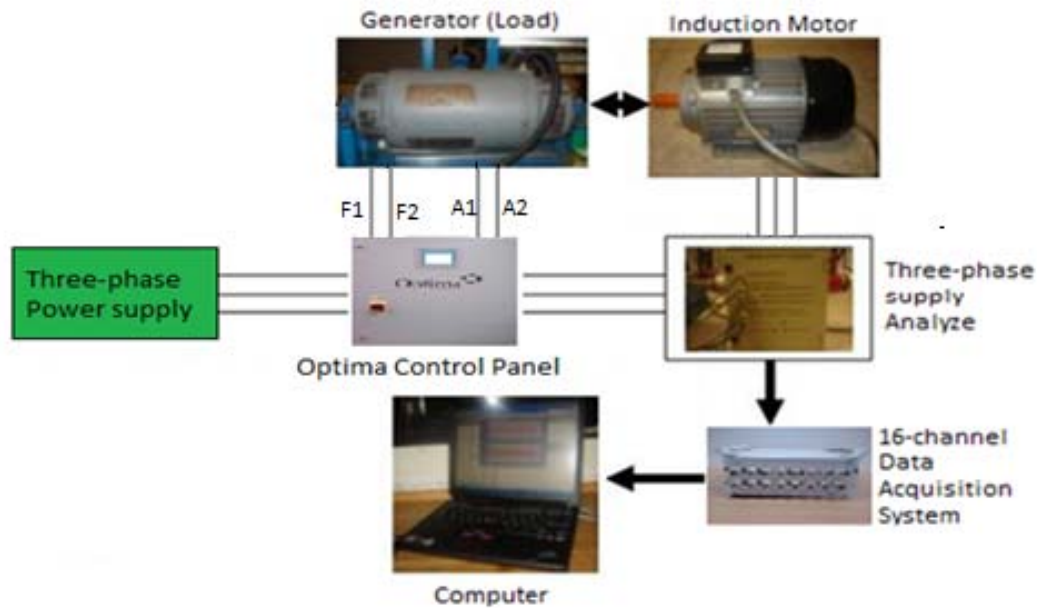 Generator (Load)
Induction Motor
F1
F2
A1
A2
Three-phase
Power supply
Optima
Three-phase
supply
Analyze
Optima Control Panel
16-channel
Data
Acquisition
System
Computer